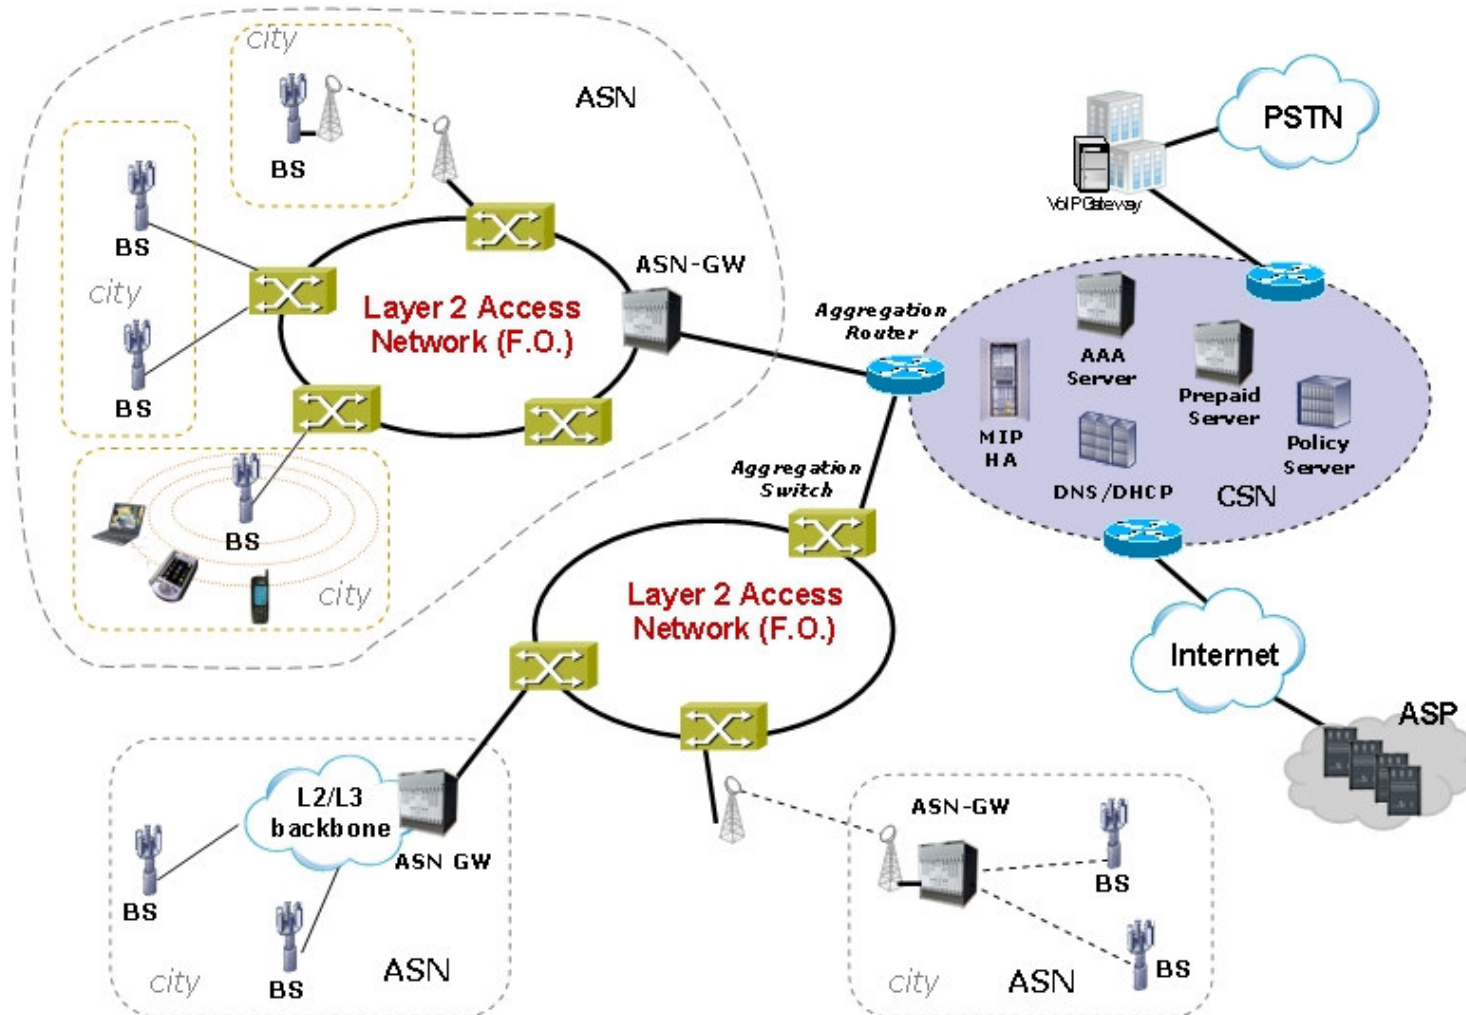 city
ASN
BS
PSTN
VoIPGateway
BS
city
BS
ASN-GW
Layer 2 Access
Network (F.O.)
Aggregation
Router
AAA
Server
Prepaid
Server
MIP
HA
Policy
Server
DNS/DHCP
CSN
BS
city
Aggregation
Switch
Layer 2 Access
Network (F.O.)
Internet
ASP
L2/L3
backbone
ASN GW
BS
BS
city
ASN
ASN-GW
BS
BS
city
ASN